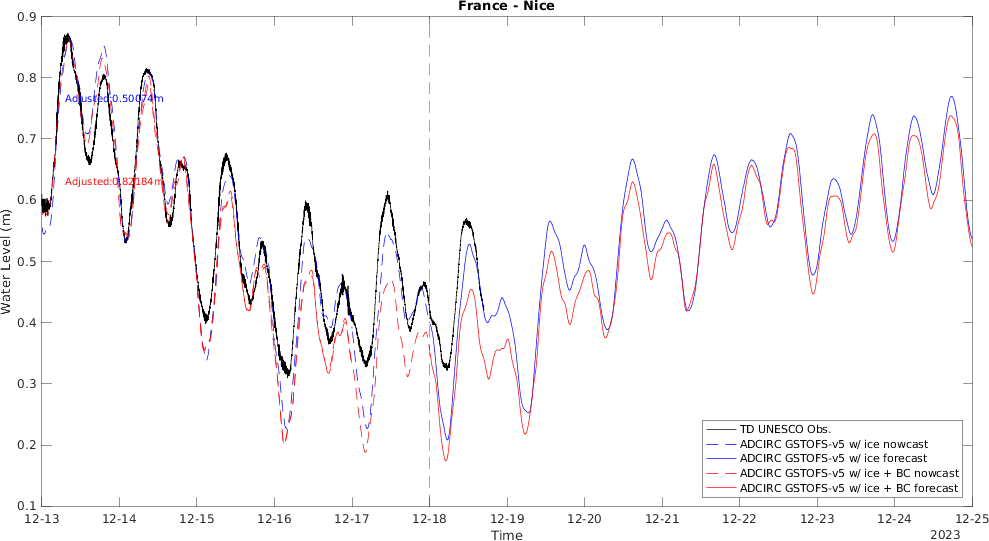 France - Nice
0.9
0.8
0.7
0.6
0.5
0.4
0.3
0.2
0.1
Water Level (m)
Adjusted:0.50074m
Adjusted:0.82184m
TD UNESCO Obs.
ADCIRC GSTOFS-v5 w/ ice nowcast
ADCIRC GSTOFS-v5 w/ ice forecast
ADCIRC GSTOFS-v5 w/ ice + BC nowcast
ADCIRC GSTOFS-v5 w/ ice + BC forecast
12-13 12-14 12-15 12-16 12-17 12-18 12-19 12-20 12-21 12-22 12-23 12-24 12-25
Time
2023